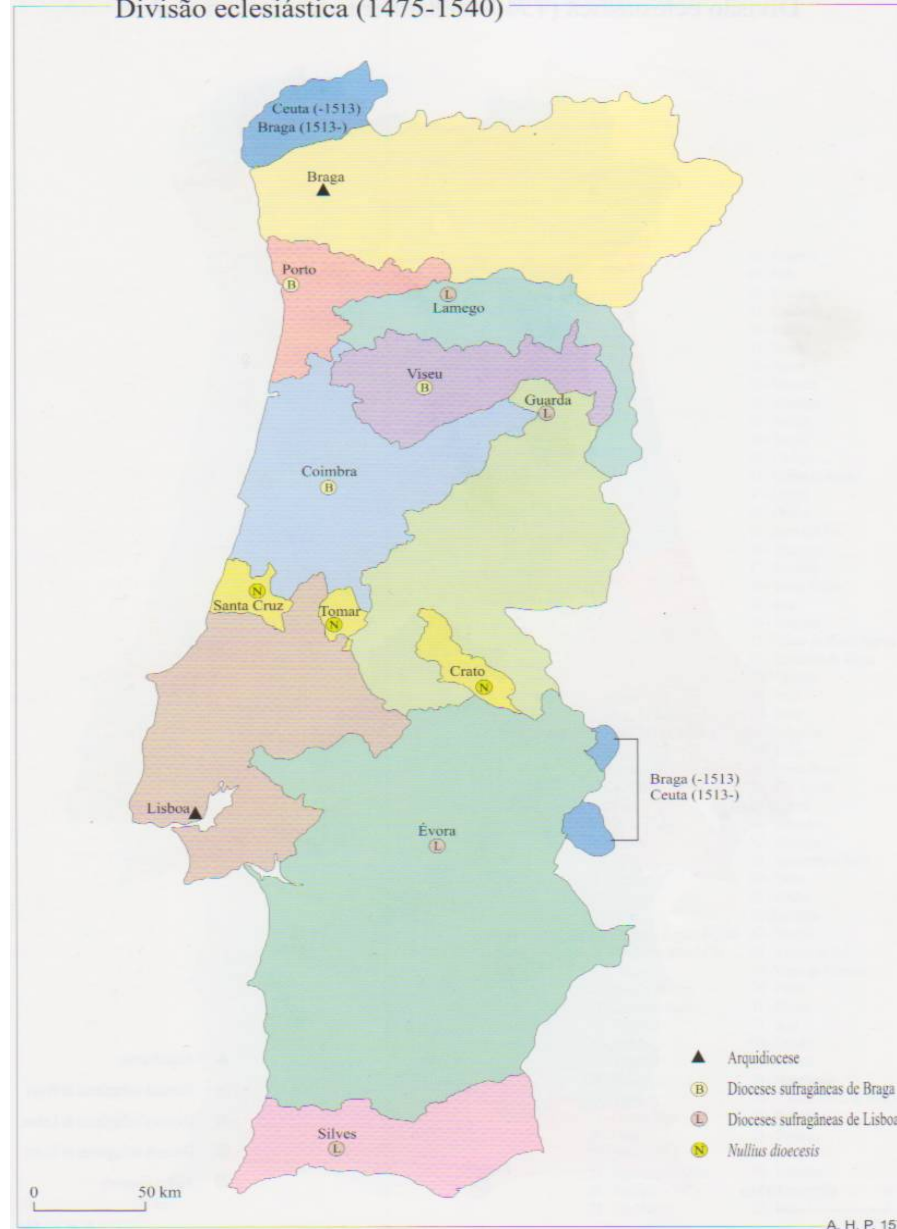 Divisão eclesiástica (1475-1540)
Ceuta (-1513)
Braga (1513-)
Braga
Porto
B
L
Lamego
Viseu
B
Guarda
L
Coimbra
B
N
Santa Cruz
Tomar
N
Crato
N
Braga (-1513)
Ceuta (1513-)
Lisboa
Évora
L
Arquidiocese
B Dioceses sufragâneas de Braga
L Dioceses sufragâneas de Lisboa
N Nullius dioecesis
Silves
L
0 50 km
A. H. P. 15